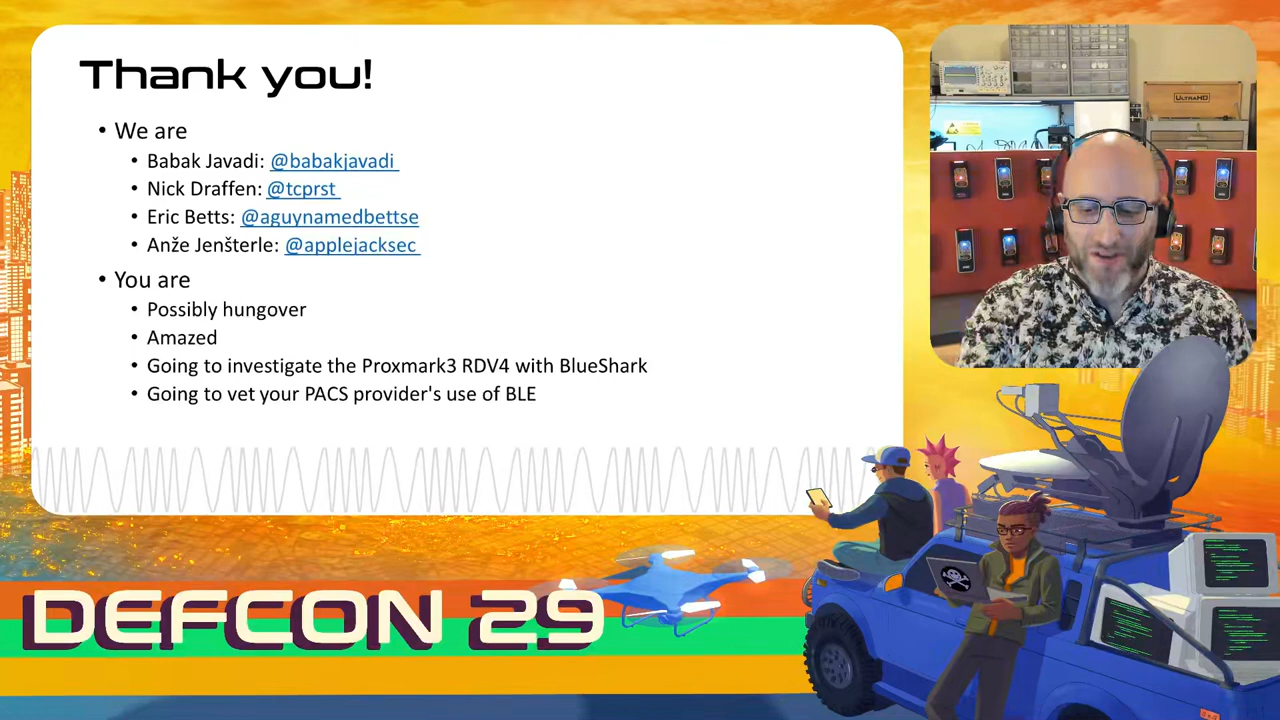 Thank you!
• We are
• Babak Javadi: @babakjavadi
• Nick Draffen: @tcprst
• Eric Betts: @aguynamedbettse
• Anže Jenšterle: @applejacksec
• You are
• Possibly hungover
• Amazed
• Going to investigate the Proxmark3 RDV4 with BlueShark
• Going to vet your PACS provider's use of BLE
ULTRAHD
DEFCON 29